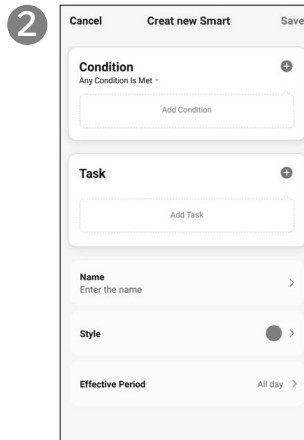 2
Cancel Creat new Smart Save
Condition
Any Condition Is Met
Add Condition
Task
Add Task
Name
Enter the name
Style
Effective Period All day